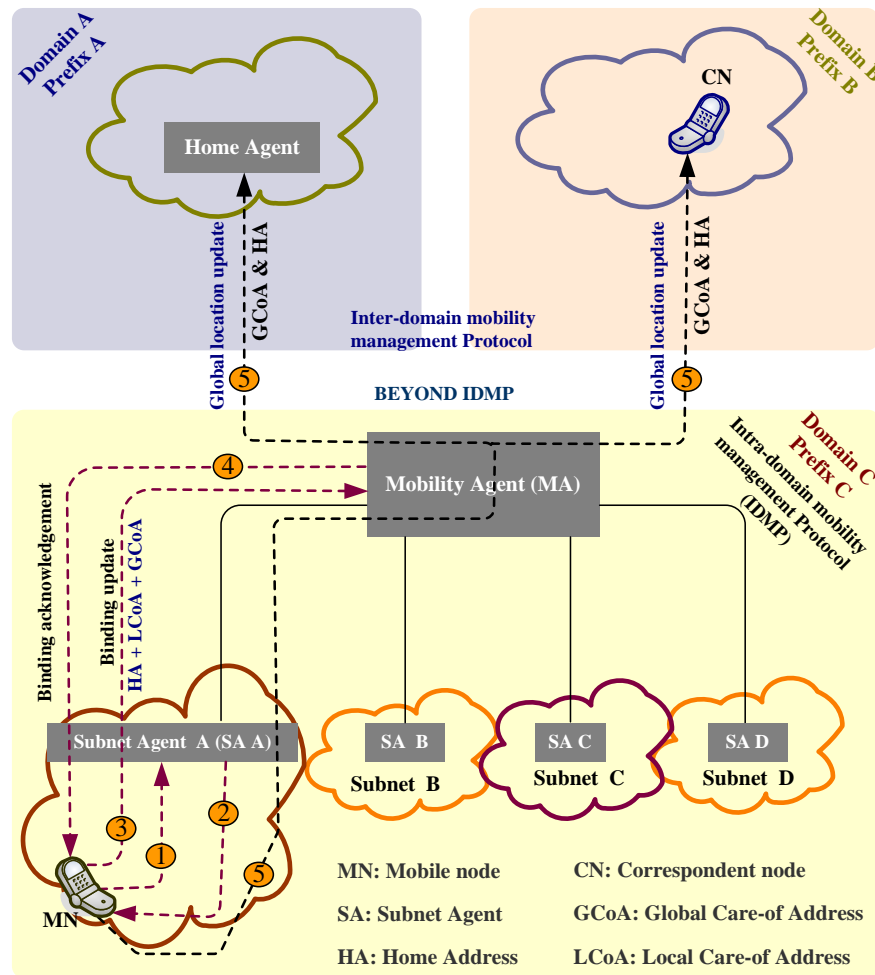 Domain A
Prefix A
Domain B
Prefix B
CN
Home Agent
Global location update
GCoA & HA
Global location update
GCoA & HA
Inter-domain mobility
management Protocol
5
5
BEYOND IDMP
Domain C
Prefix C
Intra-domain mobility
management Protocol
(IDMP)
4
Mobility Agent (MA)
Binding acknowledgement
Binding update
HA + LCoA + GCoA
Subnet Agent A (SA A)
SA B
SA C
SA D
Subnet B
Subnet C
Subnet D
3
1
2
5
MN
MN: Mobile node
CN: Correspondent node
SA: Subnet Agent
GCoA: Global Care-of Address
HA: Home Address
LCoA: Local Care-of Address